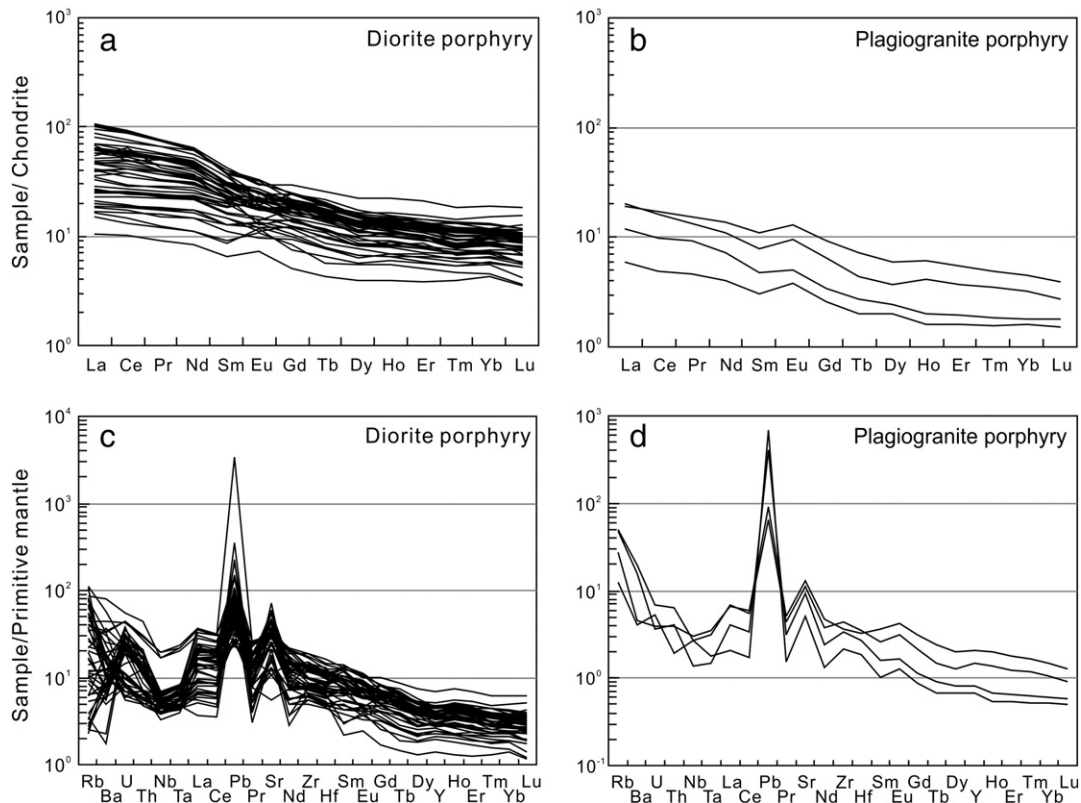 a
Diorite porphyry
b
Plagiogranite porphyry
Sample/ Chondrite
10³
10²
10¹
10⁰
10³
10²
10¹
10⁰
La Ce Pr Nd Sm Eu Gd Tb Dy Ho Er Tm Yb Lu
La Ce Pr Nd Sm Eu Gd Tb Dy Ho Er Tm Yb Lu
c
Diorite porphyry
d
Plagiogranite porphyry
Sample/Primitive mantle
10⁴
10³
10²
10¹
10⁰
10³
10²
10¹
10⁰
10⁻¹
Rb U Nb La Pb Sr Zr Sm Gd Dy Ho Tm Lu
Ba Th Ta Ce Pr Nd Hf Eu Tb Y Er Yb
Rb U Nb La Pb Sr Zr Sm Gd Dy Ho Tm Lu
Ba Th Ta Ce Pr Nd Hf Eu Tb Y Er Yb